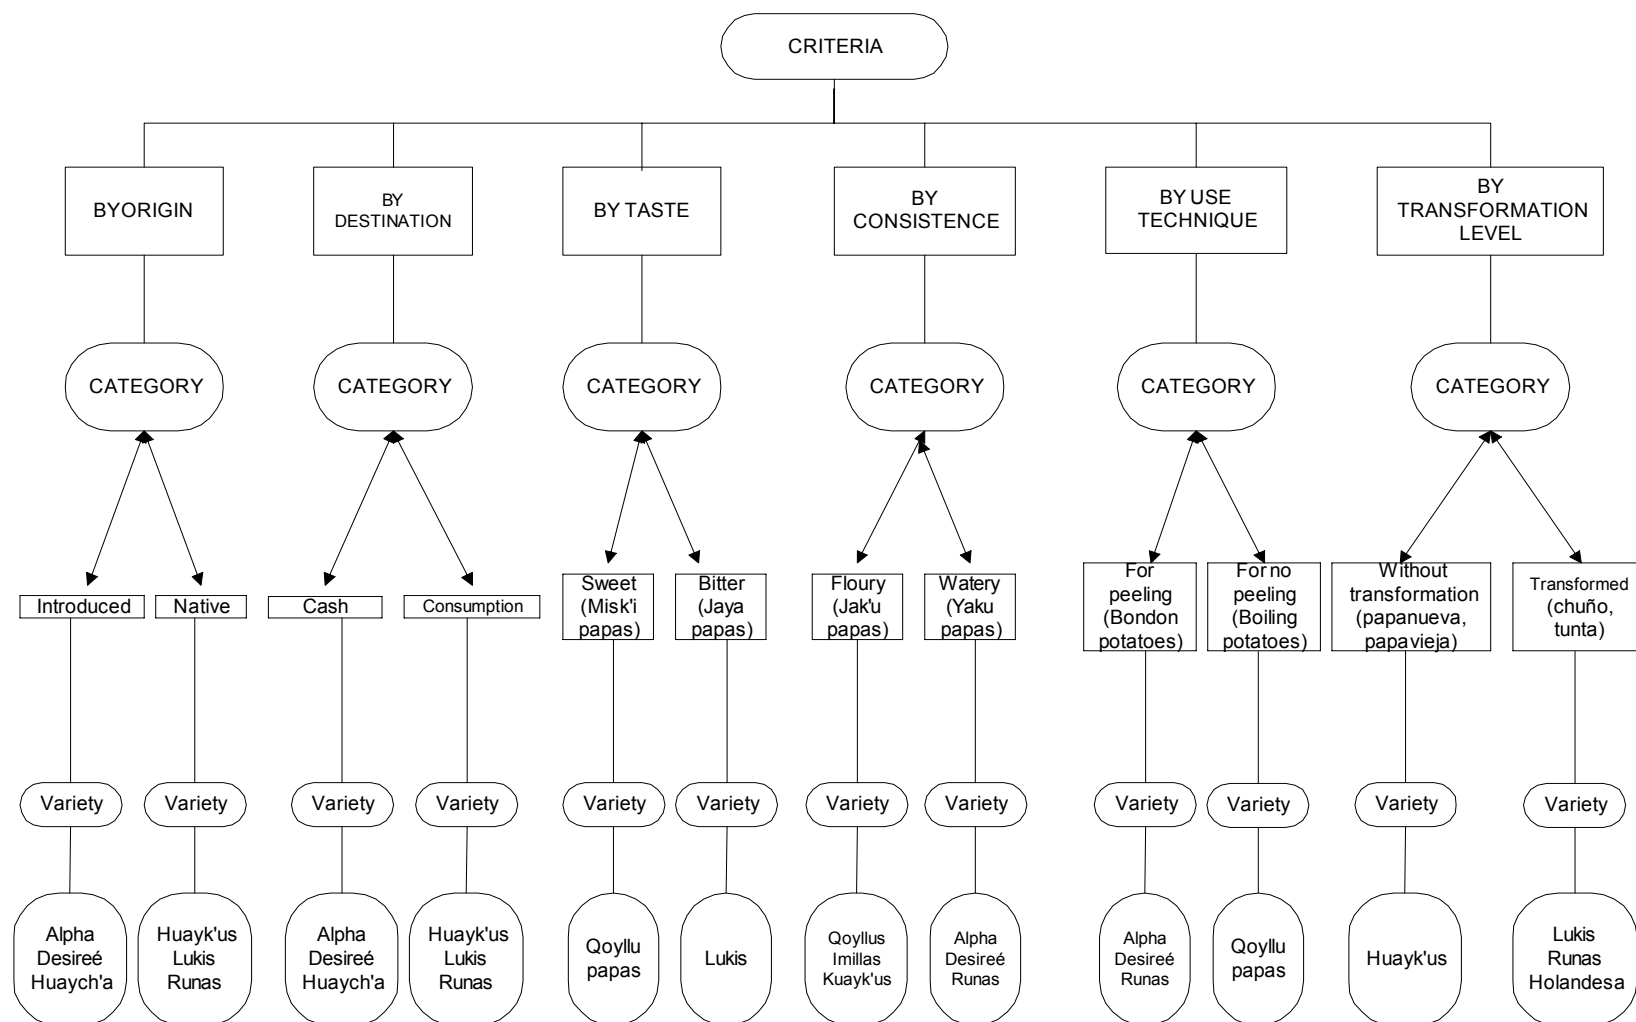 CRITERIA
BYORIGIN
BY
DESTINATION
BY TASTE
BY
CONSISTENCE
BY USE
TECHNIQUE
BY
TRANSFORMATION
LEVEL
CATEGORY
CATEGORY
CATEGORY
CATEGORY
CATEGORY
CATEGORY
Introduced
Native
Cash
Consumption
Sweet
(Misk'i
papas)
Bitter
(Jaya
papas)
Floury
(Jak'u
papas)
Watery
(Yaku
papas)
For
peeling
(Bondon
potatoes)
For no
peeling
(Boiling
potatoes)
Without
transformation
(papanueva,
papavieja)
Transformed
(chuño,
tunta)
Variety
Variety
Variety
Variety
Variety
Variety
Variety
Variety
Variety
Variety
Variety
Variety
Alpha
Desireé
Huaych'a
Huayk'us
Lukis
Runas
Alpha
Desireé
Huaych'a
Huayk'us
Lukis
Runas
Qoyllu
papas
Lukis
Qoyllus
Imillas
Kuayk'us
Alpha
Desireé
Runas
Alpha
Desireé
Runas
Qoyllu
papas
Huayk'us
Lukis
Runas
Holandesa